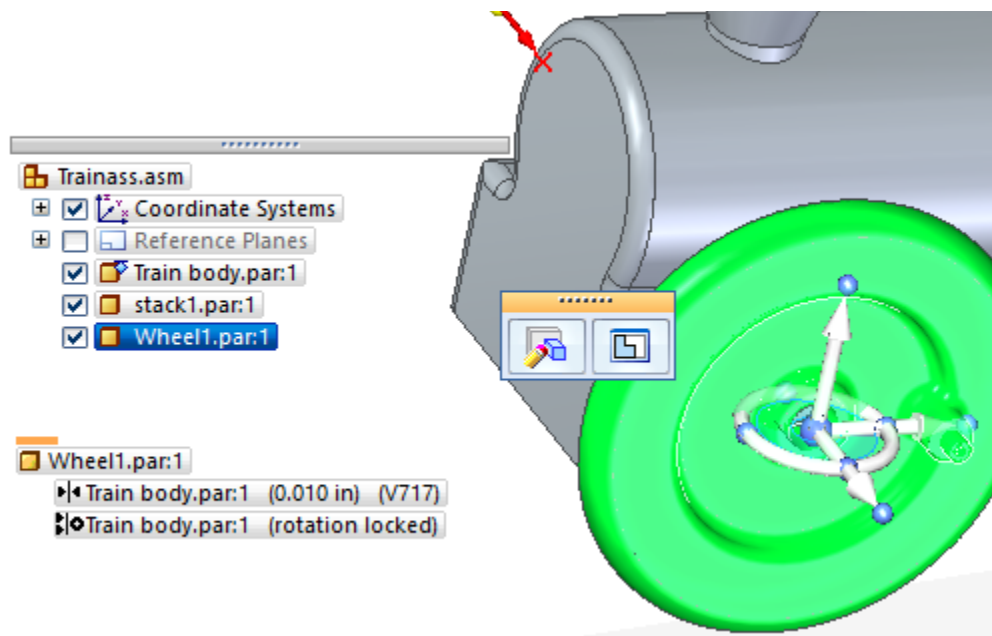 Trainass.asm
Coordinate Systems
Reference Planes
Train body.par:1
stack1.par:1
Wheel1.par:1
Wheel1.par:1
Train body.par:1 (0.010 in) (V717)
Train body.par:1 (rotation locked)